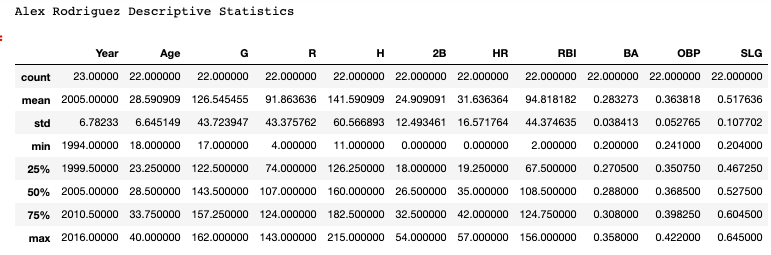 Alex Rodriguez Descriptive Statistics
Year Age G R H 2B HR RBI BA OBP SLG
count 23.00000 22.000000 22.000000 22.000000 22.000000 22.000000 22.000000 22.000000 22.000000 22.000000 22.000000
mean 2005.00000 28.590909 126.545455 91.863636 141.590909 24.909091 31.636364 94.818182 0.283273 0.363818 0.517636
std 6.78233 6.645149 43.723947 43.375762 60.566893 12.493461 16.571764 44.374635 0.038413 0.052765 0.107702
min 1994.00000 18.000000 17.000000 4.000000 11.000000 0.000000 0.000000 2.000000 0.200000 0.241000 0.204000
25% 1999.50000 23.250000 122.500000 74.000000 126.250000 18.000000 19.250000 67.500000 0.270500 0.350750 0.467250
50% 2005.00000 28.500000 143.500000 107.000000 160.000000 26.500000 35.000000 108.500000 0.288000 0.368500 0.527500
75% 2010.50000 33.750000 157.250000 124.000000 182.500000 32.500000 42.000000 124.750000 0.308000 0.398250 0.604500
max 2016.00000 40.000000 162.000000 143.000000 215.000000 54.000000 57.000000 156.000000 0.358000 0.422000 0.645000